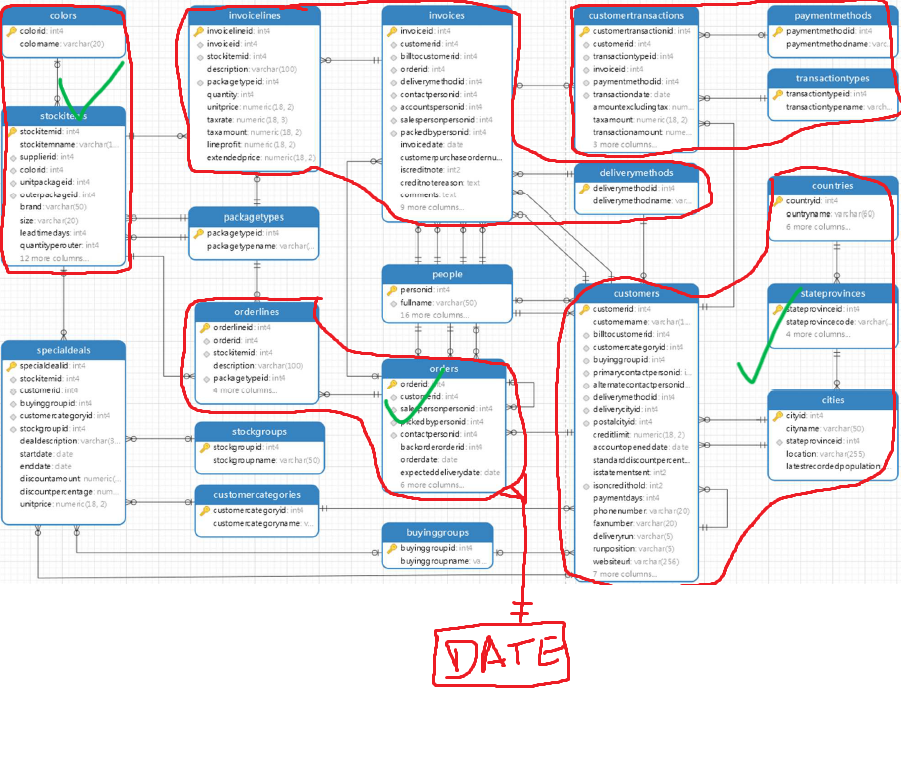 colors
colorid: int4
colorname: varchar(20)
stockitems
stockitemid: int4
stockitemname: varchar(1...
supplierid: int4
colorid: int4
unitpackageid: int4
outerpackageid: int4
brand: varchar(50)
size: varchar(20)
leadtimedays: int4
quantityperouter: int4
12 more columns...
specialdeals
specialdealid: int4
stockitemid: int4
customerid: int4
buyinggroupid: int4
customercategoryid: int4
stockgroupid: int4
dealdescription: varchar(3...
startdate: date
enddate: date
discountamount: numeric(...
discountpercentage: num...
unitprice: numeric(18, 2)
invoicelines
invoicelineid: int4
invoiceid: int4
stockitemid: int4
description: varchar(100)
packagetypeid: int4
quantity: int4
unitprice: numeric(18, 2)
taxrate: numeric(18, 3)
taxamount: numeric(18, 2)
lineprofit: numeric(18, 2)
extendedprice: numeric(18, 2)
packagetypes
packagetypeid: int4
packagetypename: varchar(...
orderlines
orderlineid: int4
orderid: int4
stockitemid: int4
description: varchar(100)
packagetypeid: int4
4 more columns...
stockgroups
stockgroupid: int4
stockgroupname: varchar(50)
customercategories
customercategoryid: int4
customercategoryname: v...
invoices
invoiceid: int4
customerid: int4
billtocustomerid: int4
orderid: int4
deliverymethodid: int4
contactpersonid: int4
accountspersonid: int4
salespersonpersonid: int4
packedbypersonid: int4
invoicedate: date
customerpurchaseordernu...
iscreditnote: int2
creditnotereason: text
comments: text
9 more columns...
people
personid: int4
fullname: varchar(50)
16 more columns...
orders
orderid: int4
customerid: int4
salespersonpersonid: int4
pickedbypersonid: int4
contactpersonid: int4
backorderorderid: int4
orderdate: date
expecteddeliverydate: date
6 more columns...
buyinggroups
buyinggroupid: int4
buyinggroupname: va...
customertransactions
customertransactionid: int4
customerid: int4
transactiontypeid: int4
invoiceid: int4
paymentmethodid: int4
transactiondate: date
amountexcludingtax: num...
taxamount: numeric(18, 2)
transactionamount: nume...
3 more columns...
deliverymethods
deliverymethodid: int4
deliverymethodname: var...
customers
customerid: int4
customername: varchar(1...
billtocustomerid: int4
customercategoryid: int4
buyinggroupid: int4
primarycontactpersonid: i...
alternatecontactpersonid...
deliverymethodid: int4
deliverycityid: int4
postalcityid: int4
creditlimit: numeric(18, 2)
accountopeneddate: date
standarddiscountpercent...
isstatementsent: int2
isoncredithold: int2
paymentdays: int4
phonenumber: varchar(20)
faxnumber: varchar(20)
deliveryrun: varchar(5)
runposition: varchar(5)
websiteurl: varchar(256)
7 more columns...
paymentmethods
paymentmethodid: int4
paymentmethodname: varc...
transactiontypes
transactiontypeid: int4
transactiontypename: varch...
countries
countryid: int4
countryname: varchar(60)
6 more columns...
stateprovinces
stateprovinceid: int4
stateprovincecode: varchar(...
4 more columns...
cities
cityid: int4
cityname: varchar(50)
stateprovinceid: int4
location: varchar(255)
latestrecordedpopulation...
DATE